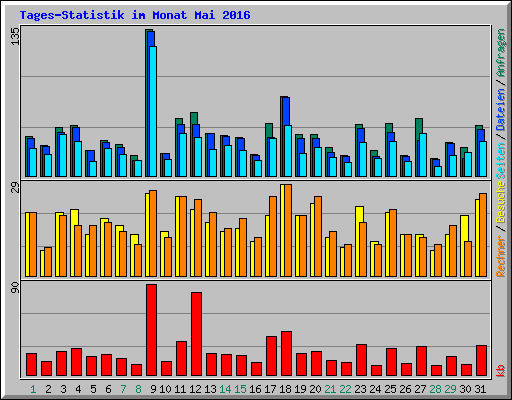 Tages-Statistik im Monat Mai 2016
135
29
90
Rechner / Besuche Seiten / Dateien / Anfragen
kb
1 2 3 4 5 6 7 8 9 10 11 12 13 14 15 16 17 18 19 20 21 22 23 24 25 26 27 28 29 30 31